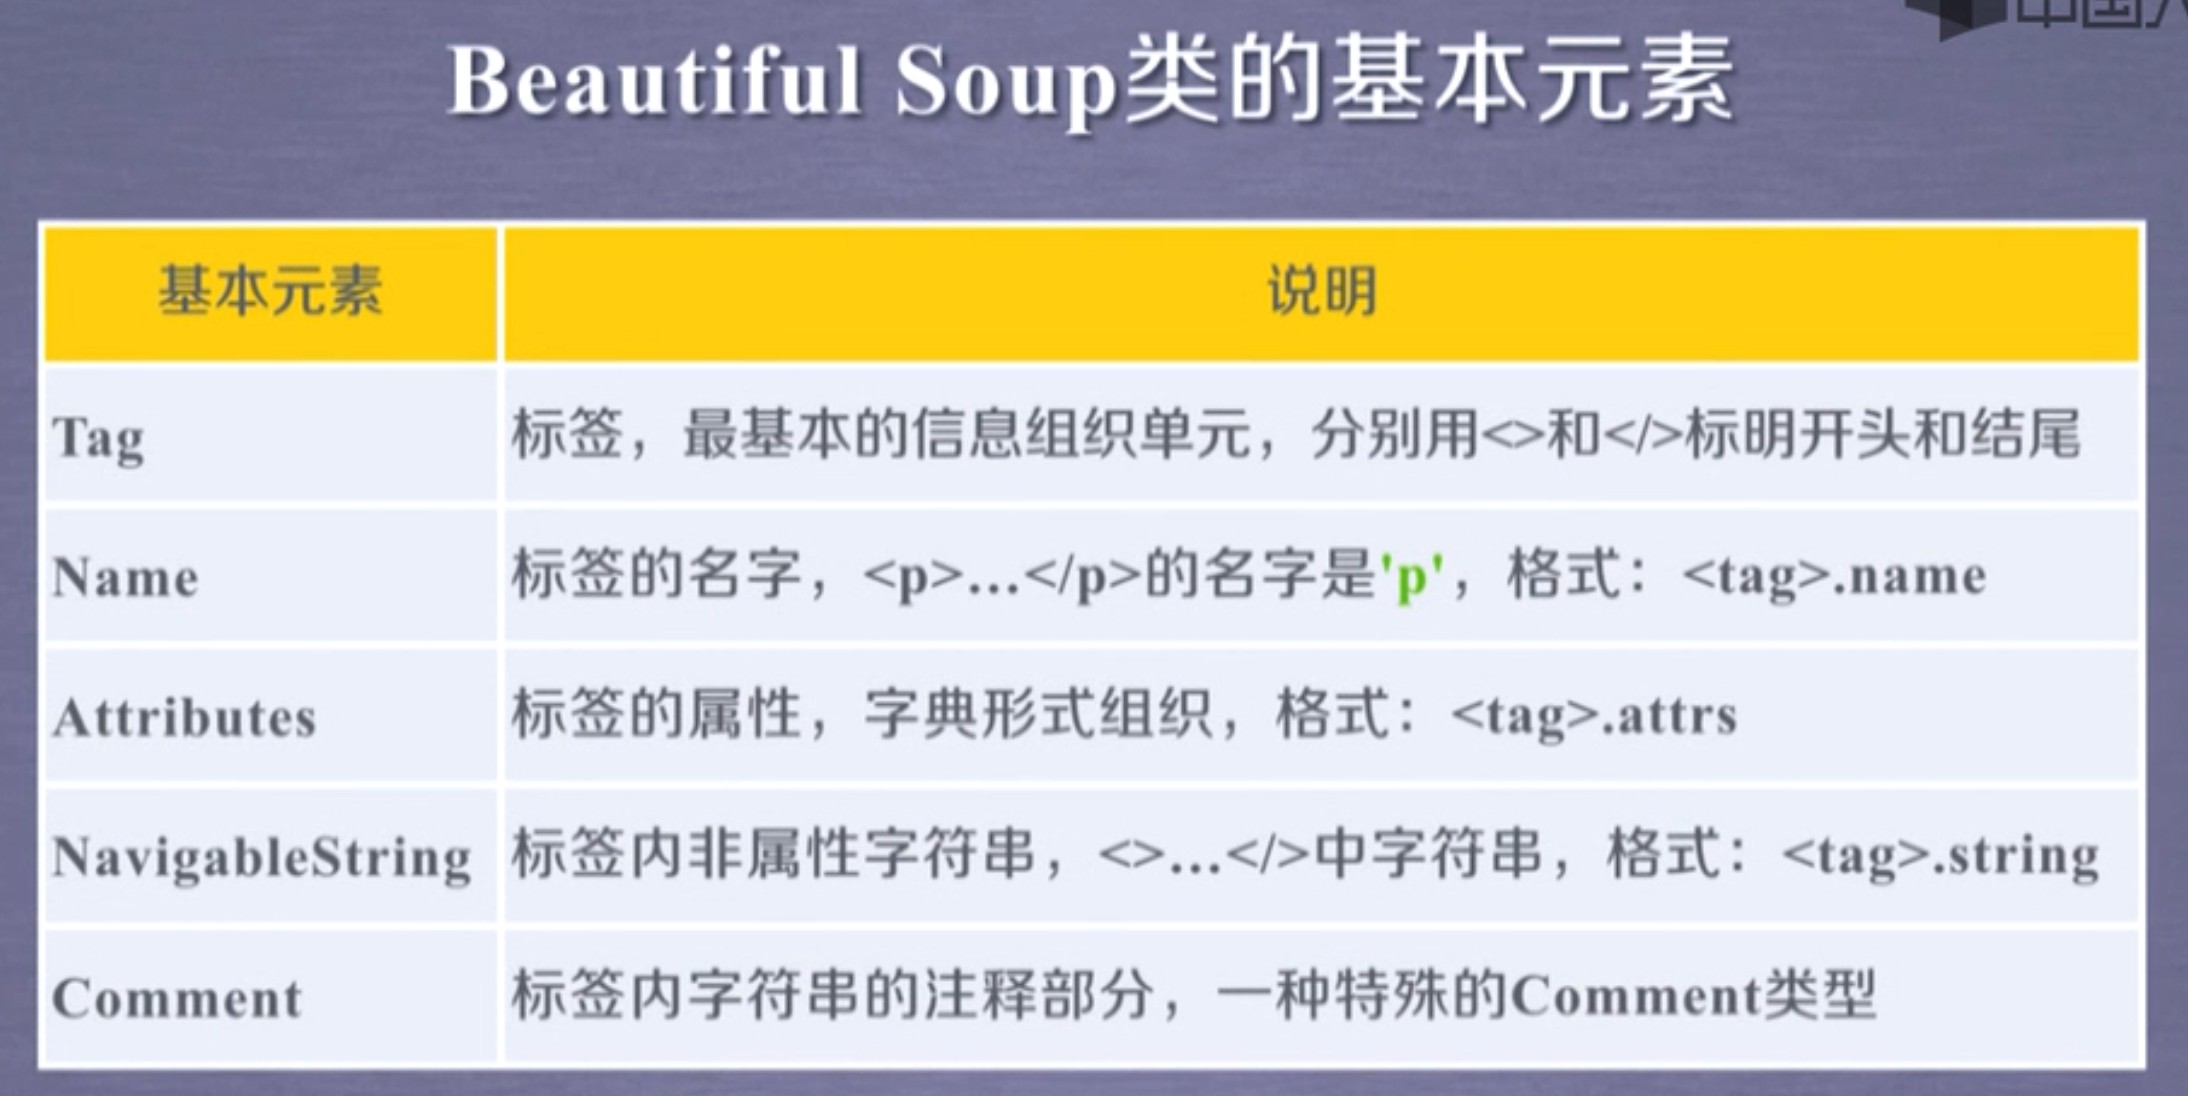 中国
Beautiful Soup类的基本元素
基本元素 说明
Tag 标签，最基本的信息组织单元，分别用<>和</>标明开头和结尾
Name 标签的名字，<p>…</p>的名字是'p'，格式：<tag>.name
Attributes 标签的属性，字典形式组织，格式：<tag>.attrs
NavigableString 标签内非属性字符串，<>…</>中字符串，格式：<tag>.string
Comment 标签内字符串的注释部分，一种特殊的Comment类型